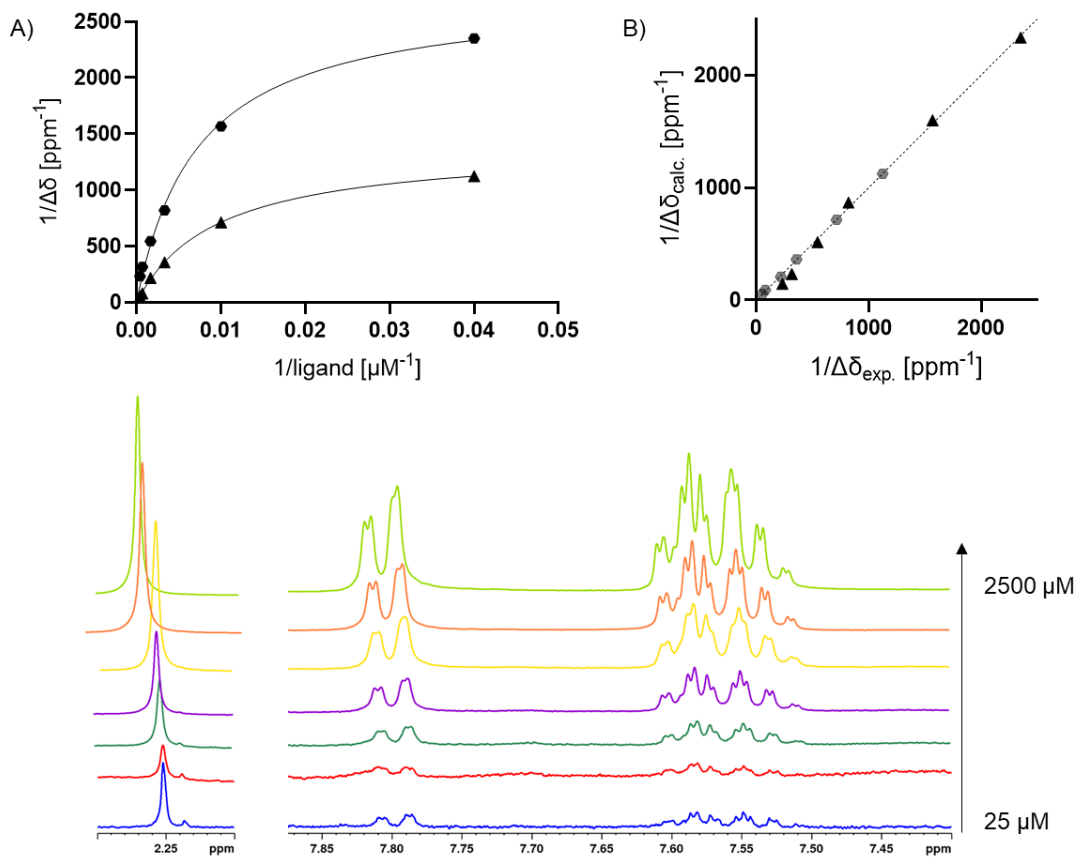 A)
2500
2000
1500
1000
500
0
1/Δδ [ppm⁻¹]
0.00 0.01 0.02 0.03 0.04 0.05
1/ligand [µM⁻¹]
B)
2000
1000
0
1/Δδcalc. [ppm⁻¹]
0 1000 2000
1/Δδexp. [ppm⁻¹]
2500 µM
25 µM
2.25 ppm
7.85 7.80 7.75 7.70 7.65 7.60 7.55 7.50 7.45 ppm